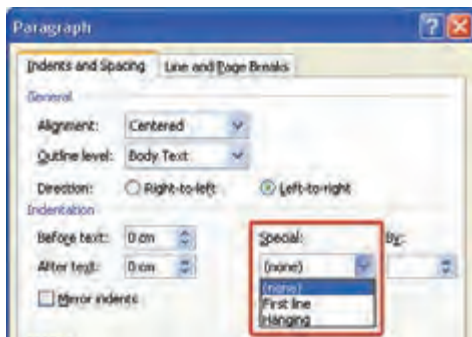 Paragraph
Indents and Spacing Line and Page Breaks
General
Alignment: Centered
Outline level: Body Text
Direction: Right-to-left Left-to-right
Indentation
Before text: 0 cm Special: By:
After text: 0 cm (none)
Mirror indents (none)
First line
Hanging